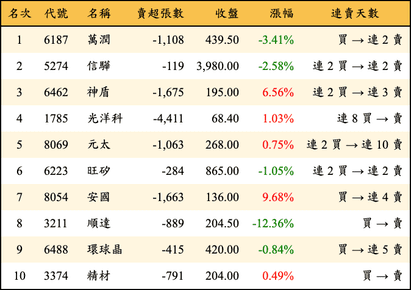 名次 代號 名稱 賣超張數 收盤 漲幅 連賣天數
1 6187 萬潤 -1,108 439.50 -3.41% 買→連 2 賣
2 5274 信驊 -119 3,980.00 -2.58% 連 2 買→連 2 賣
3 6462 神盾 -1,675 195.00 6.56% 連 2 買→連 3 賣
4 1785 光洋科 -4,411 68.40 1.03% 連 8 買→賣
5 8069 元太 -1,063 268.00 0.75% 連 2 買→連 10 賣
6 6223 旺矽 -284 865.00 -1.05% 連 2 買→連 2 賣
7 8054 安國 -1,663 136.00 9.68% 買→連 4 賣
8 3211 順達 -889 204.50 -12.36% 買→賣
9 6488 環球晶 -415 420.00 -0.84% 買→連 5 賣
10 3374 精材 -791 204.00 0.49% 買→賣